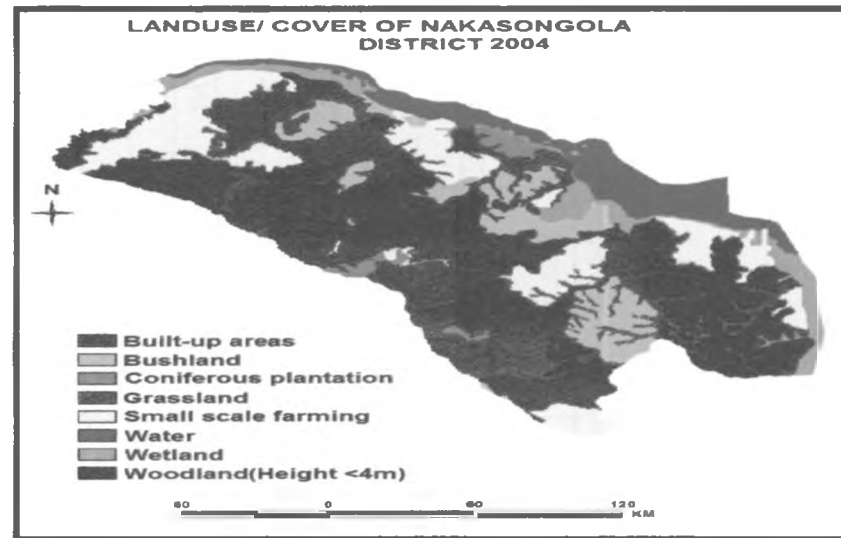 LANDUSE/ COVER OF NAKASONGOLA
DISTRICT 2004
N
Built-up areas
Bushland
Coniferous plantation
Grassland
Small scale farming
Water
Wetland
Woodland(Height <4m)
60 0 60 120
KM